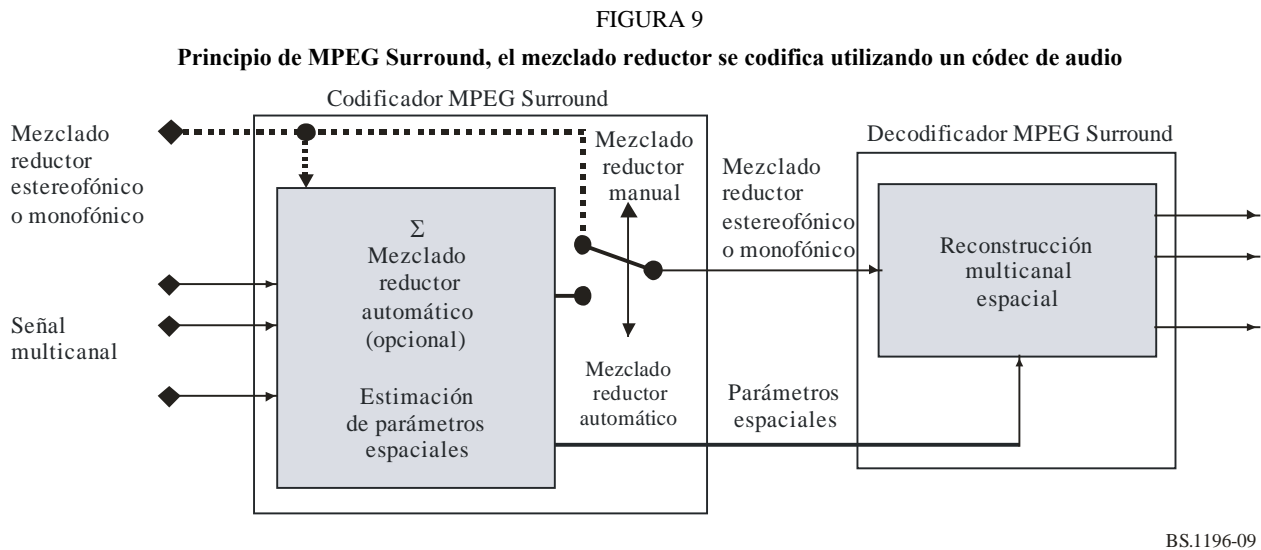 FIGURA 9
Principio de MPEG Surround, el mezclado reductor se codifica utilizando un códec de audio
Codificador MPEG Surround
Mezclado
reductor
estereofónico
o monofónico
Señal
multicanal
Σ
Mezclado
reductor
automático
(opcional)
Estimación
de parámetros
espaciales
Mezclado
reductor
manual
Mezclado
reductor
automático
Mezclado
reductor
estereofónico
o monofónico
Parámetros
espaciales
Decodificador MPEG Surround
Reconstrucción
multicanal
espacial
BS.1196-09